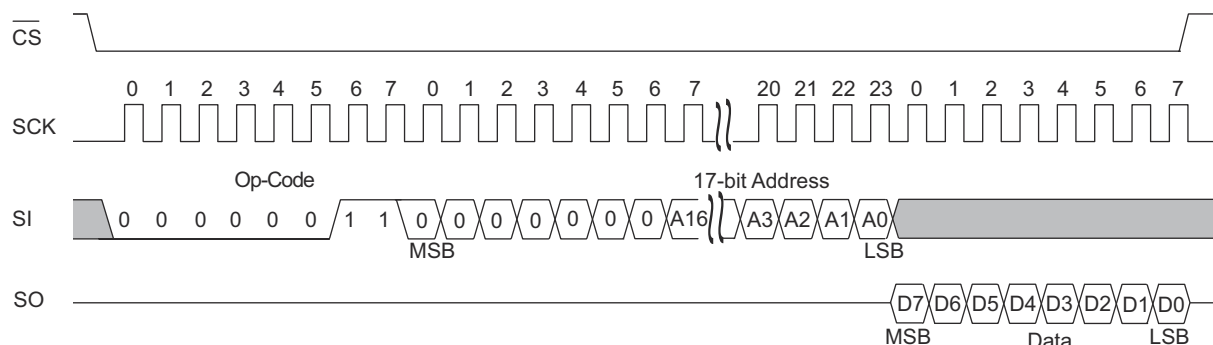 CS
0 1 2 3 4 5 6 7 0 1 2 3 4 5 6 7 20 21 22 23 0 1 2 3 4 5 6 7
SCK
Op-Code 17-bit Address
SI 0 0 0 0 0 0 1 1 0 0 0 0 0 0 0 A16 A3 A2 A1 A0
MSB LSB
SO D7 D6 D5 D4 D3 D2 D1 D0
MSB Data LSB